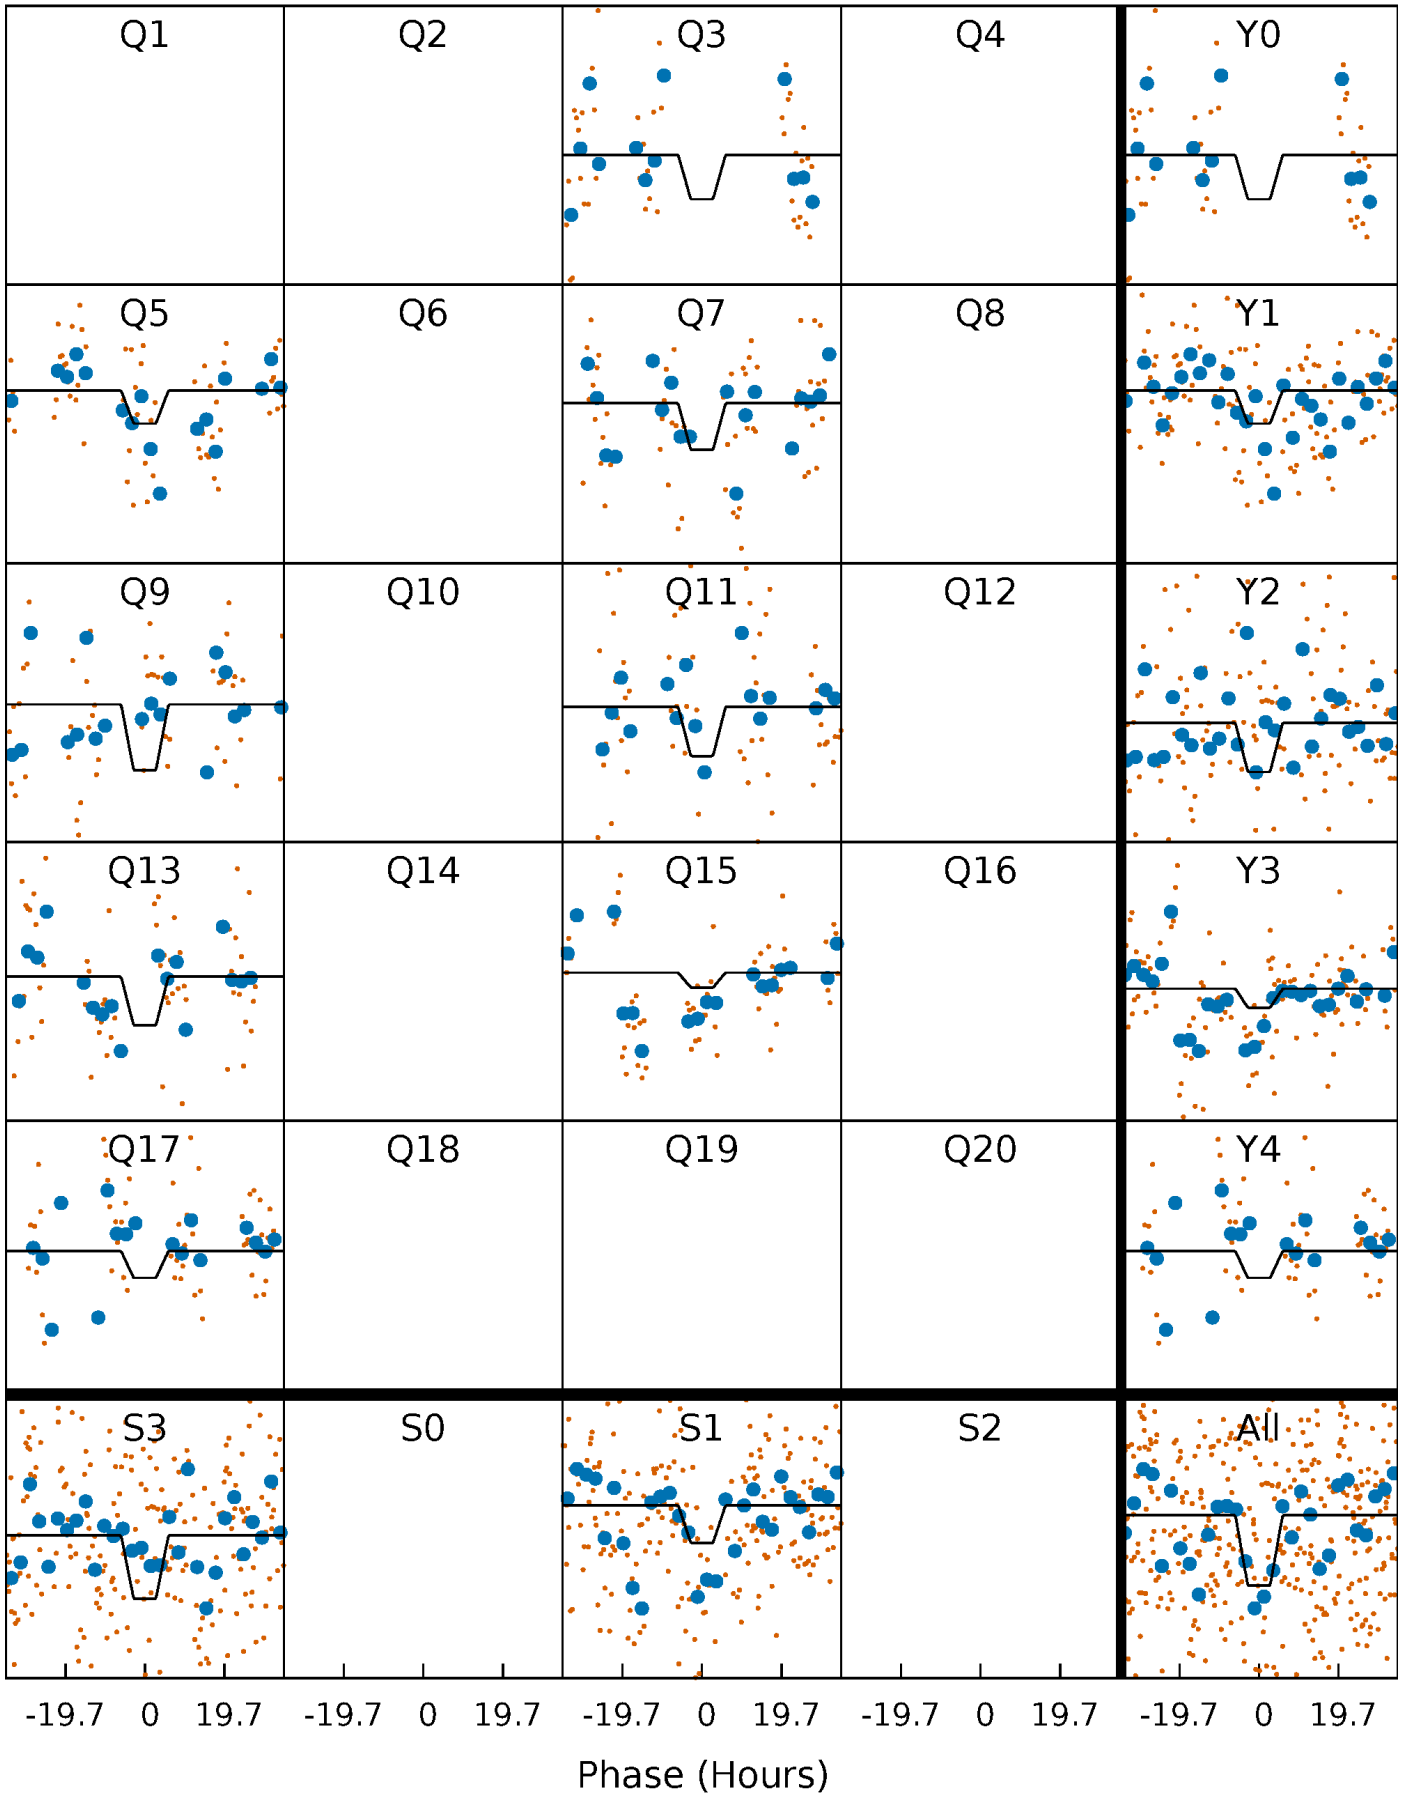 Q1 Q2 Q3 Q4 Y0
Q5 Q6 Q7 Q8 Y1
Q9 Q10 Q11 Q12 Y2
Q13 Q14 Q15 Q16 Y3
Q17 Q18 Q19 Q20 Y4
S3 S0 S1 S2 All
-19.7 0 19.7 -19.7 0 19.7 -19.7 0 19.7 -19.7 0 19.7 -19.7 0 19.7
Phase (Hours)